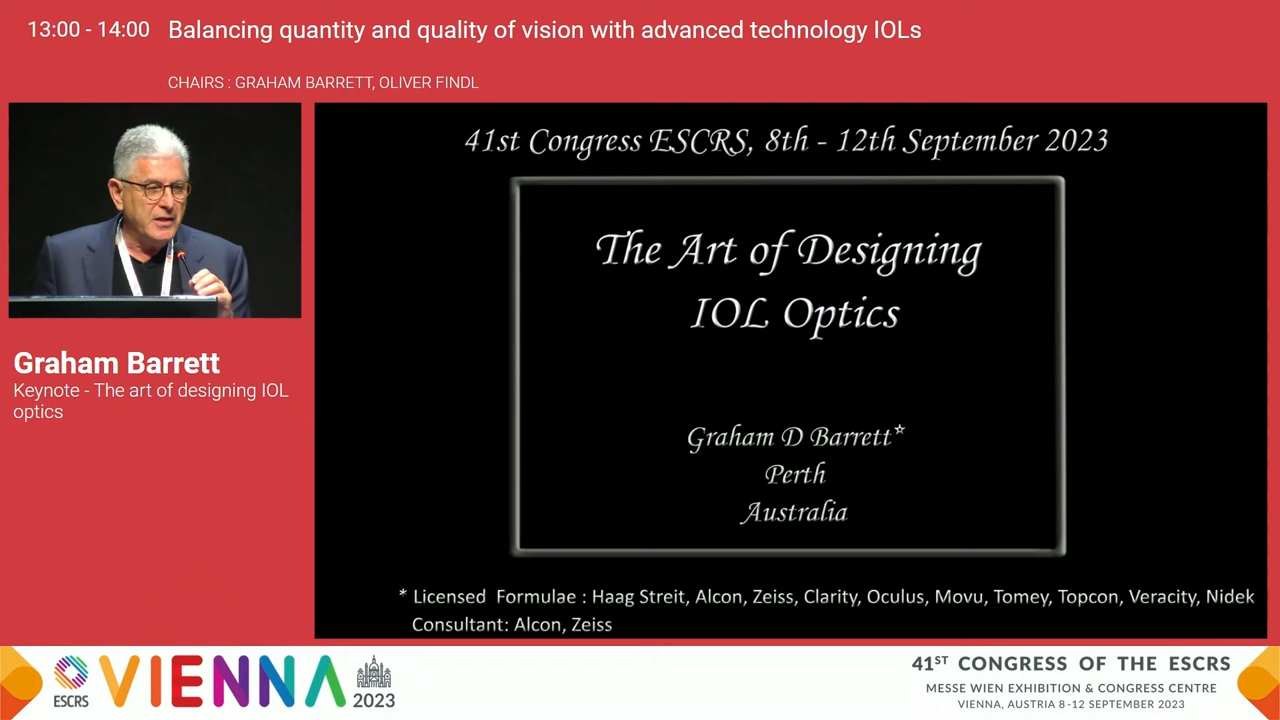 13:00 - 14:00 Balancing quantity and quality of vision with advanced technology IOLs
CHAIRS : GRAHAM BARRETT, OLIVER FINDL
41st Congress ESCRS, 8th - 12th September 2023
The Art of Designing
IOL Optics
Graham D Barrett*
Perth
Australia
* Licensed Formulae : Haag Streit, Alcon, Zeiss, Clarity, Oculus, Movu, Tomey, Topcon, Veracity, Nidek
Consultant: Alcon, Zeiss
Graham Barrett
Keynote - The art of designing IOL
optics
ESCRS
VIENNA
2023
41ST CONGRESS OF THE ESCRS
MESSE WIEN EXHIBITION & CONGRESS CENTRE
VIENNA, AUSTRIA 8-12 SEPTEMBER 2023